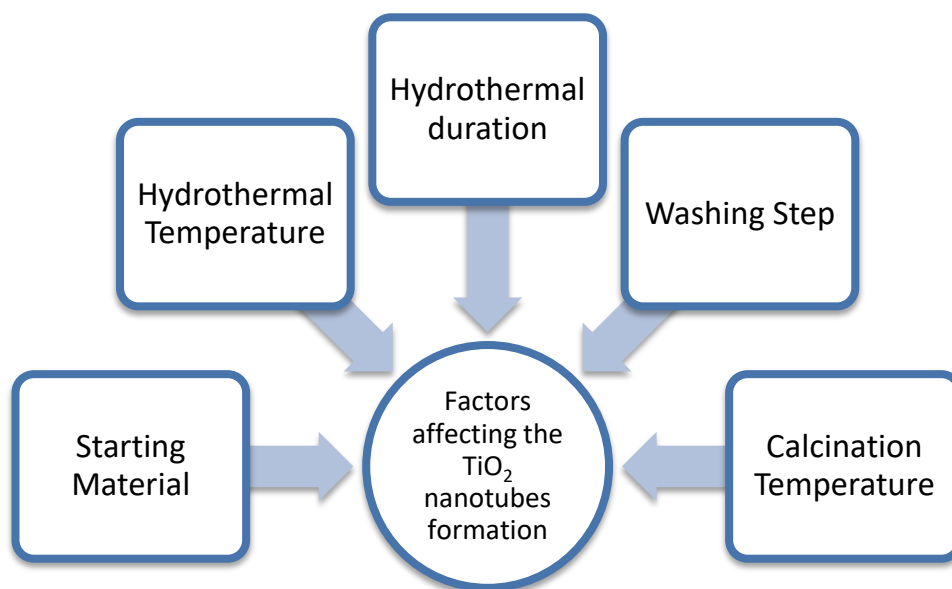 Hydrothermal
duration
Hydrothermal
Temperature
Washing Step
Starting
Material
Factors
affecting the
TiO₂
nanotubes
formation
Calcination
Temperature